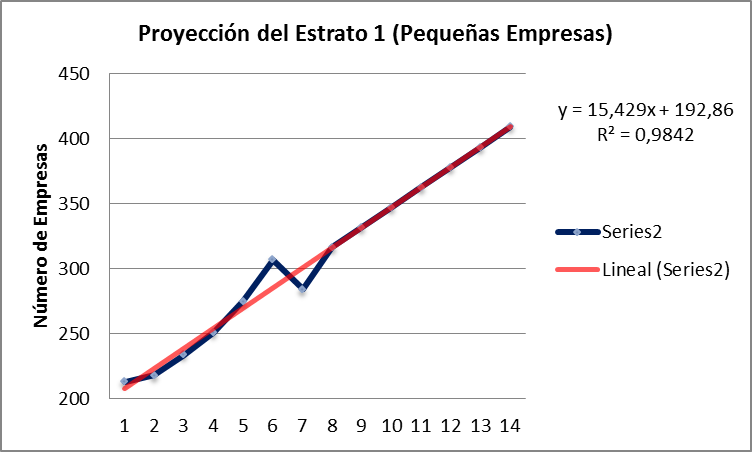 Proyección del Estrato 1 (Pequeñas Empresas)
450
400
350
300
250
200
Número de Empresas
1 2 3 4 5 6 7 8 9 10 11 12 13 14
y = 15,429x + 192,86
R² = 0,9842
Series2
Lineal (Series2)